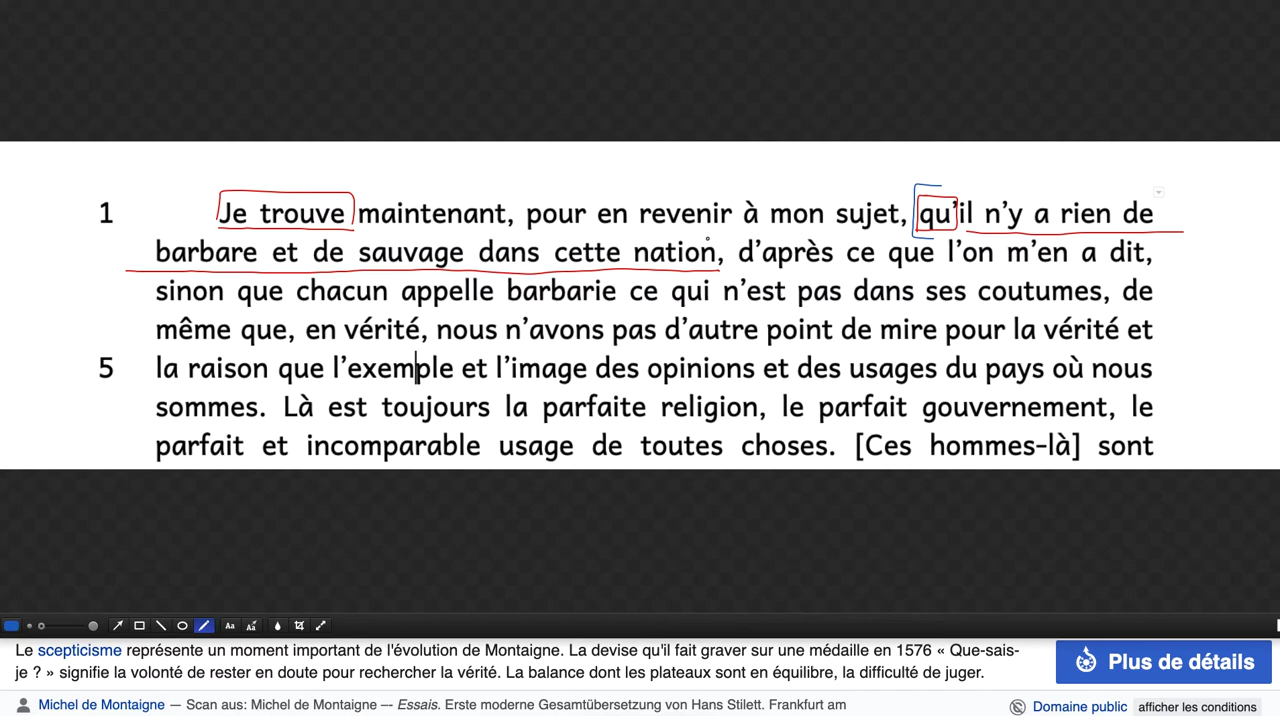 1 Je trouve maintenant, pour en revenir à mon sujet, qu'il n'y a rien de
barbare et de sauvage dans cette nation, d'après ce que l'on m'en a dit,
sinon que chacun appelle barbarie ce qui n'est pas dans ses coutumes, de
même que, en vérité, nous n'avons pas d'autre point de mire pour la vérité et
5 la raison que l'exemple et l'image des opinions et des usages du pays où nous
sommes. Là est toujours la parfaite religion, le parfait gouvernement, le
parfait et incomparable usage de toutes choses. [Ces hommes-là] sont
Aa Aa
Le scepticisme représente un moment important de l'évolution de Montaigne. La devise qu'il fait graver sur une médaille en 1576 « Que-sais-
je ? » signifie la volonté de rester en doute pour rechercher la vérité. La balance dont les plateaux sont en équilibre, la difficulté de juger.
Plus de détails
Michel de Montaigne — Scan aus: Michel de Montaigne –- Essais. Erste moderne Gesamtübersetzung von Hans Stilett. Frankfurt am
Domaine public afficher les conditions